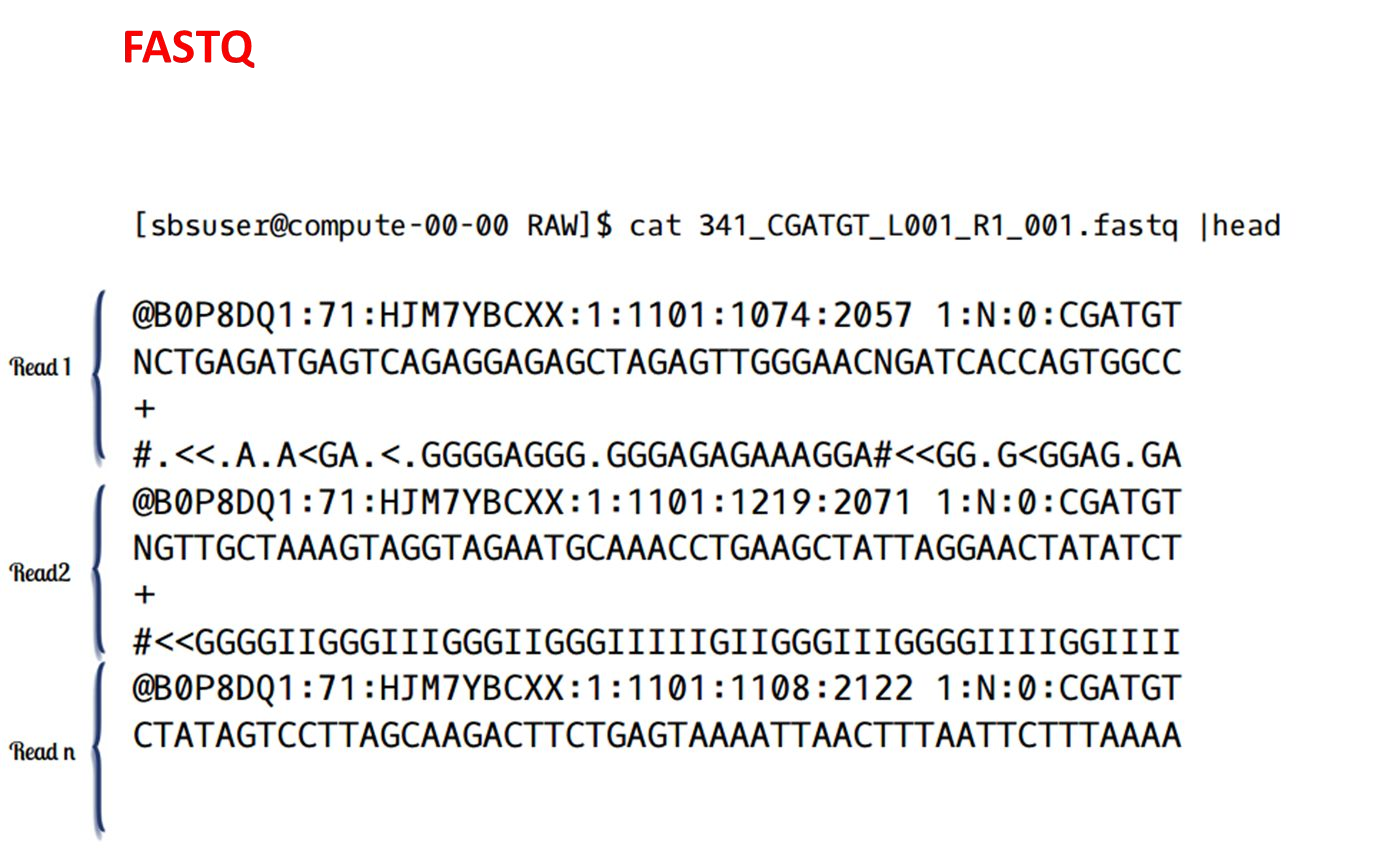 FASTQ
[sbsuser@compute-00-00 RAW]$ cat 341_CGATGT_L001_R1_001.fastq |head
@B0P8DQ1:71:HJM7YBCXX:1:1101:1074:2057 1:N:0:CGATGT
Read 1
NCTGAGATGAGTCAGAGGAGAGCTAGAGTTGGGAACNGATCACCAGTGGCC
+
#.<<.A.A<GA.<.GGGGAGGG.GGGAGAGAAAGGA#<<GG.G<GGAG.GA
@B0P8DQ1:71:HJM7YBCXX:1:1101:1219:2071 1:N:0:CGATGT
NGTTGCTAAAGTAGGTAGAATGCAAACCTGAAGCTATTAGGAACTATATCT
Read2
+
#<<GGGGIIGGGIIIGGGIIGGGIIIIIGIIGGGIIIGGGGIIIIGGIIII
@B0P8DQ1:71:HJM7YBCXX:1:1101:1108:2122 1:N:0:CGATGT
CTATAGTCCTTAGCAAGACTTCTGAGTAAAATTAACTTTAATTCTTTAAAA
Read n